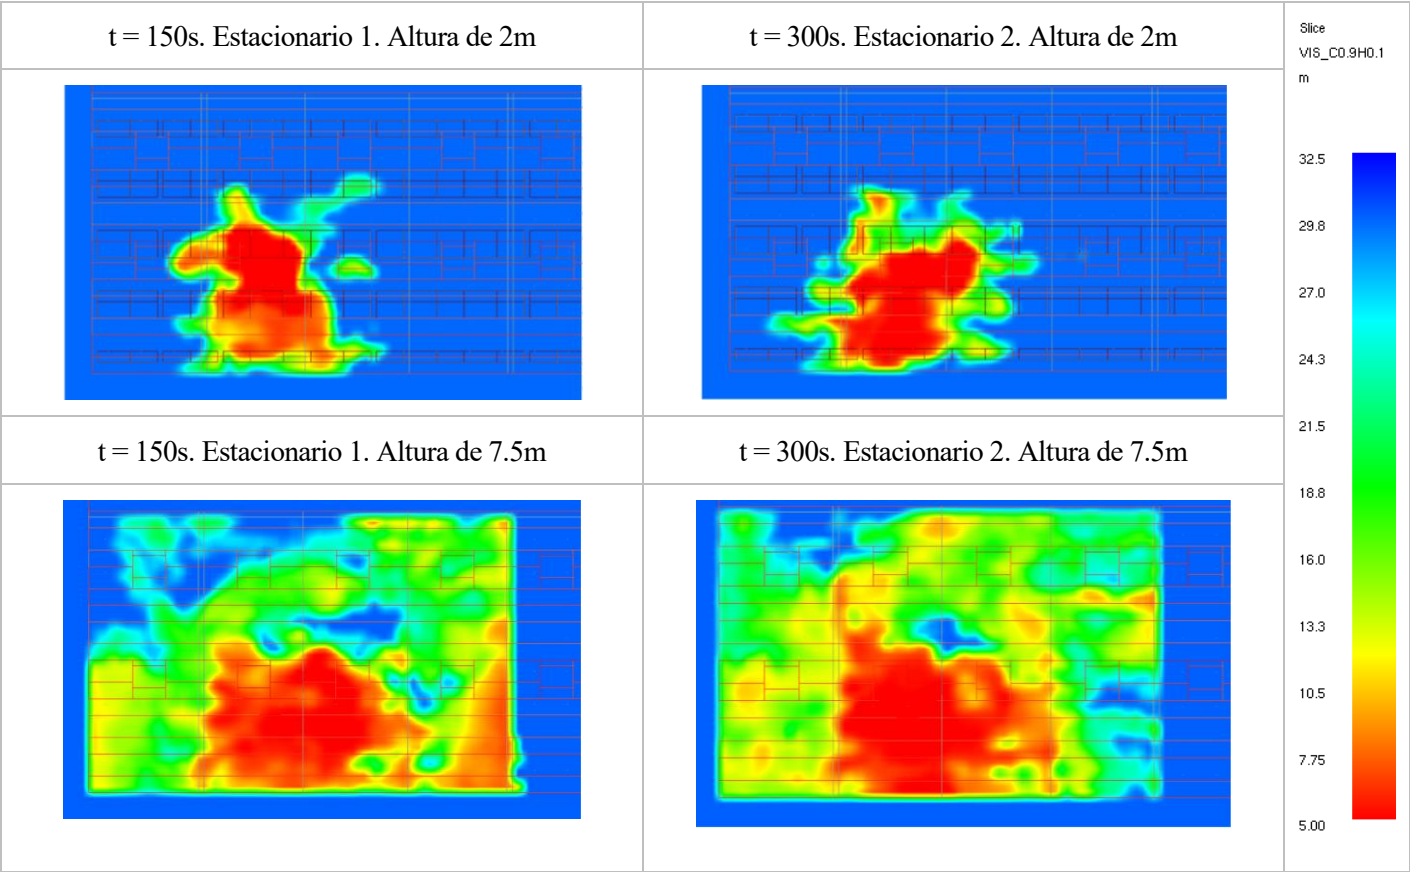 t = 150s. Estacionario 1. Altura de 2m
t = 300s. Estacionario 2. Altura de 2m
Slice
VIS_C0.9H0.1
m
32.5
29.8
27.0
24.3
21.5
18.8
16.0
13.3
10.5
7.75
5.00
t = 150s. Estacionario 1. Altura de 7.5m
t = 300s. Estacionario 2. Altura de 7.5m